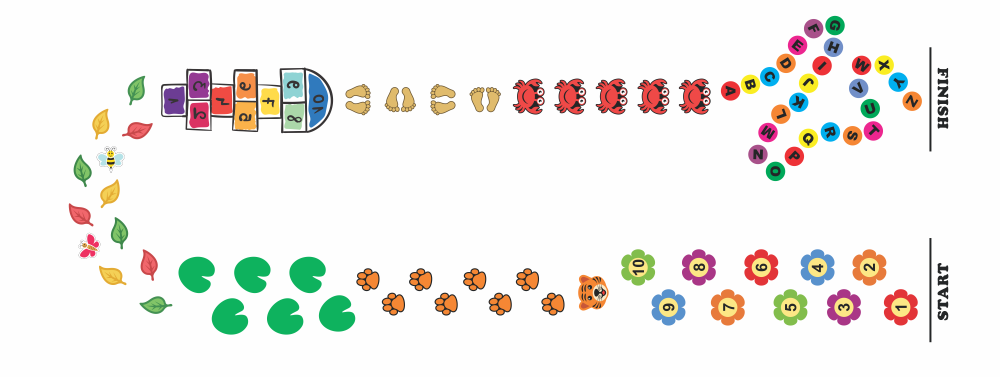 START
1
2
3
4
5
6
7
8
9
10
A
B
C
D
E
F
G
H
I
J
K
L
M
N
O
P
Q
R
S
T
U
V
W
X
Y
Z
FINISH